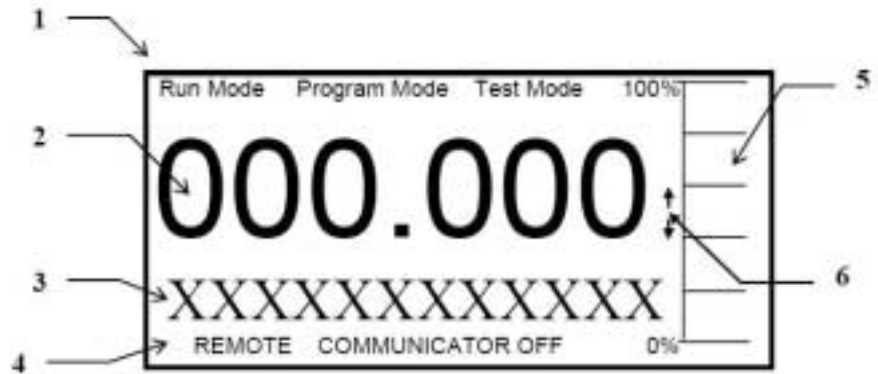 1
Run Mode Program Mode Test Mode 100%
5
2
000.000
6
3
XXXXXXXXXXXX
4
REMOTE COMMUNICATOR OFF 0%